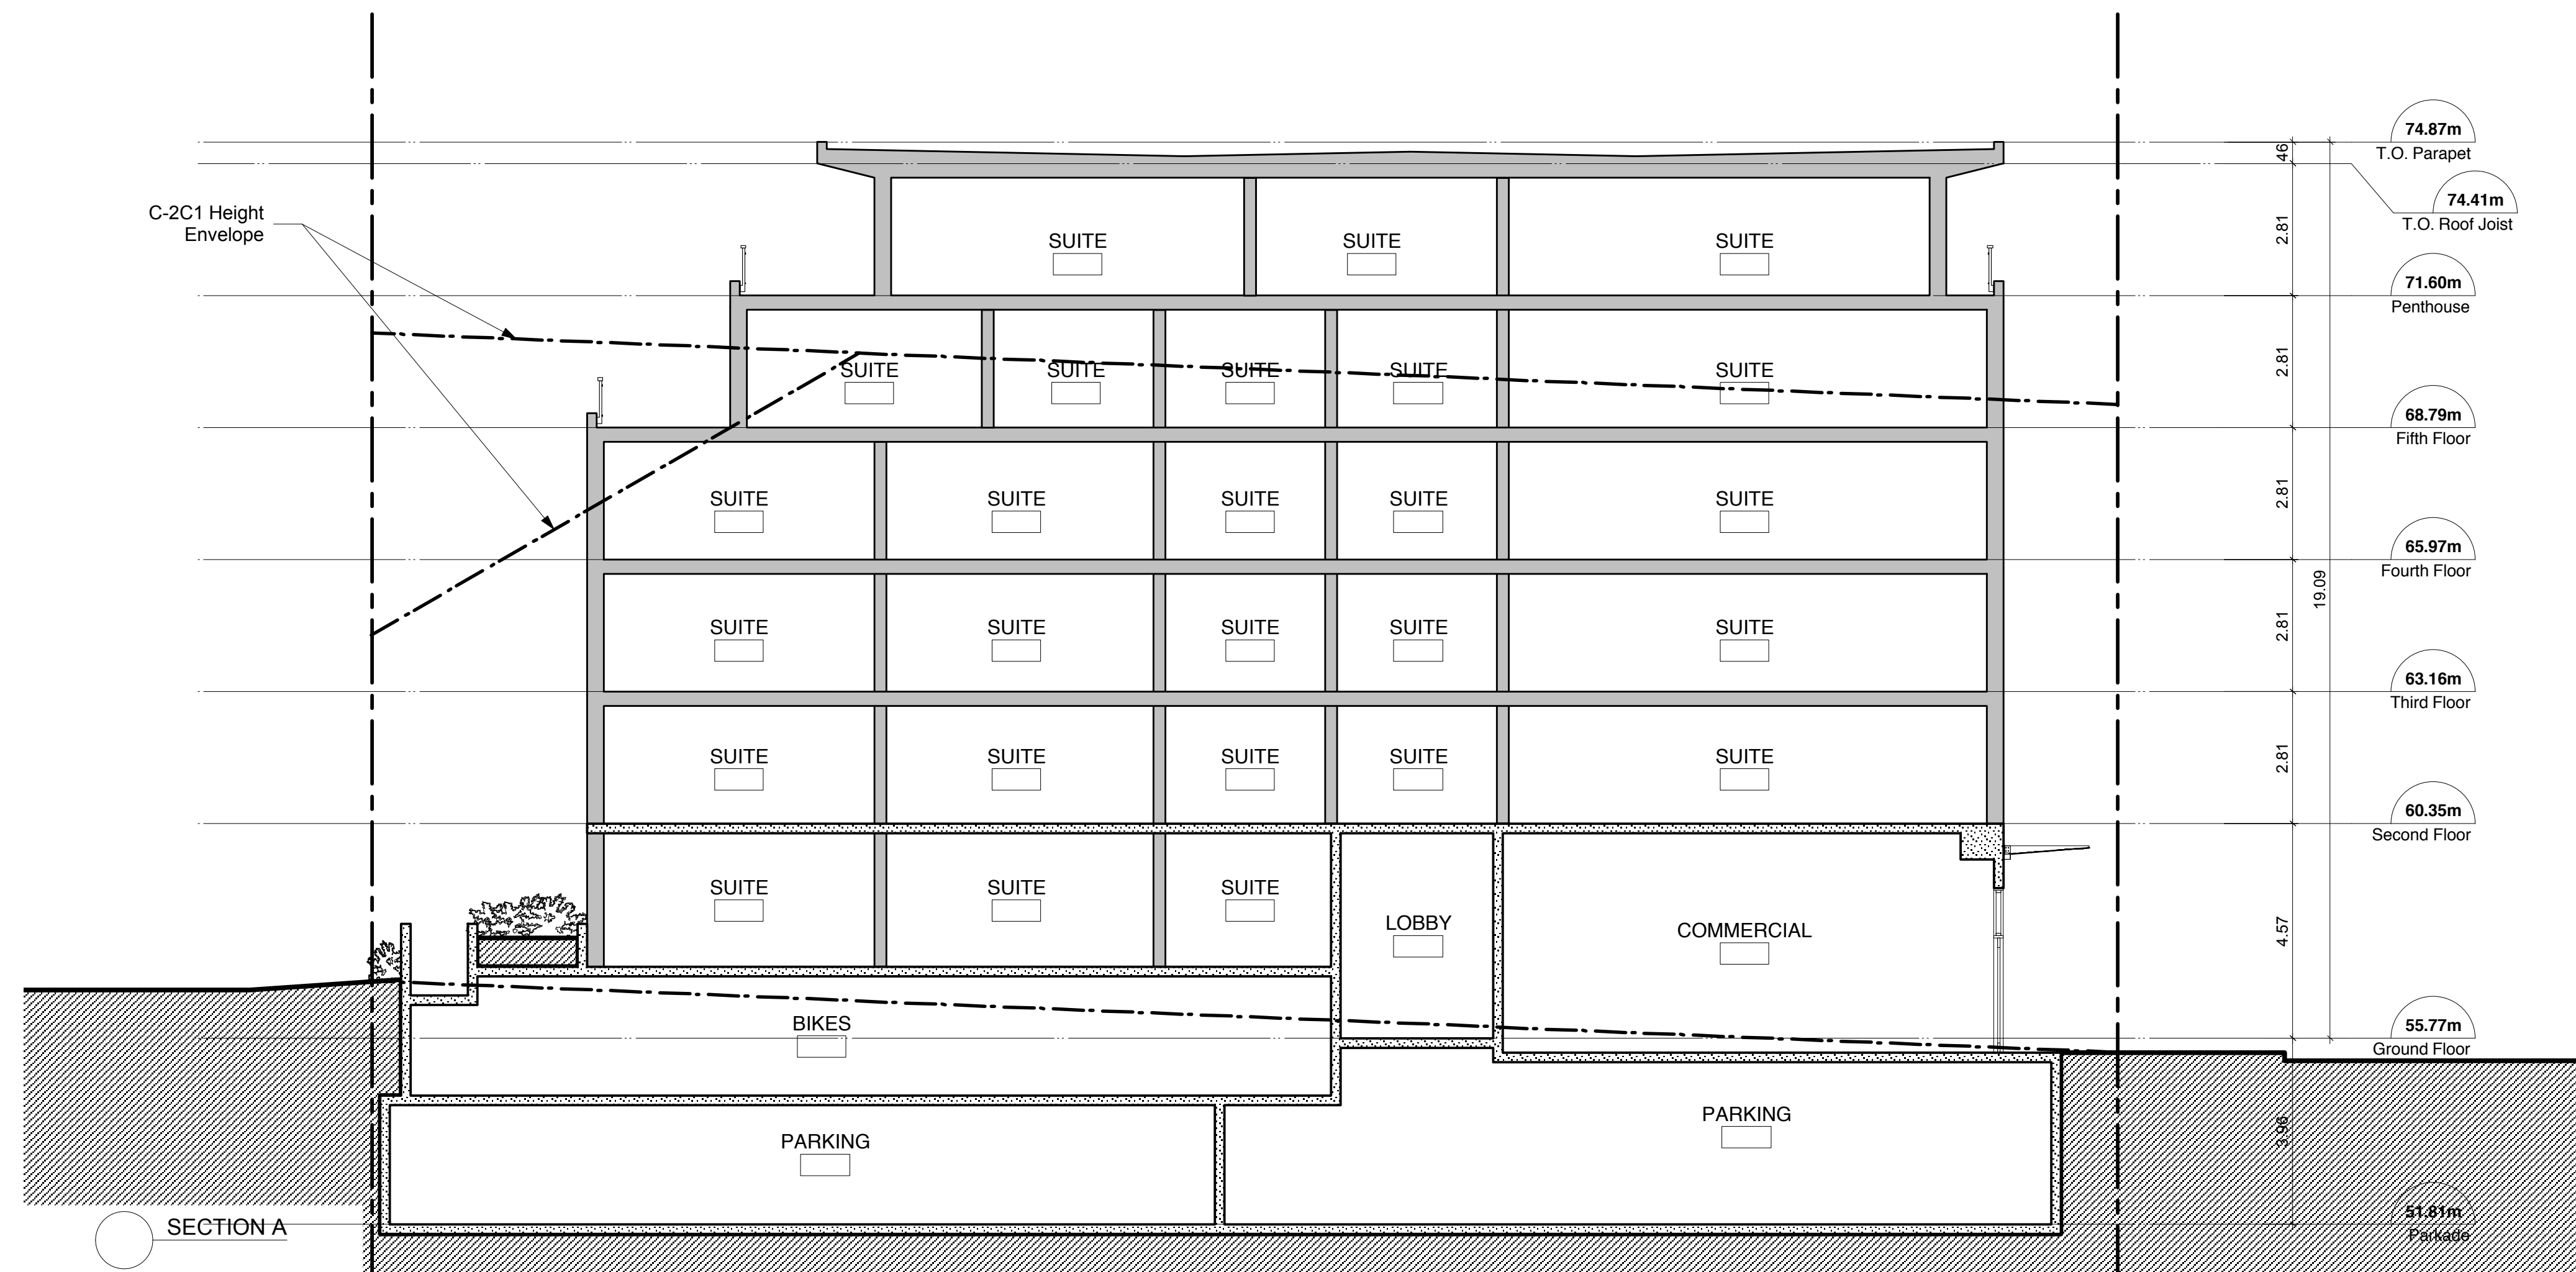 74.87m
T.O. Parapet
46
74.41m
T.O. Roof Joist
C-2C1 Height
Envelope
2.81
SUITE SUITE SUITE
71.60m
Penthouse
2.81
SUITE SUITE SUITE SUITE SUITE
68.79m
Fifth Floor
2.81
SUITE SUITE SUITE SUITE SUITE
65.97m
Fourth Floor
19.09
2.81
SUITE SUITE SUITE SUITE SUITE
63.16m
Third Floor
2.81
SUITE SUITE SUITE SUITE SUITE
60.35m
Second Floor
SUITE SUITE SUITE
LOBBY
COMMERCIAL
4.57
BIKES
55.77m
Ground Floor
PARKING
PARKING
3.96
51.81m
Parkade
SECTION A